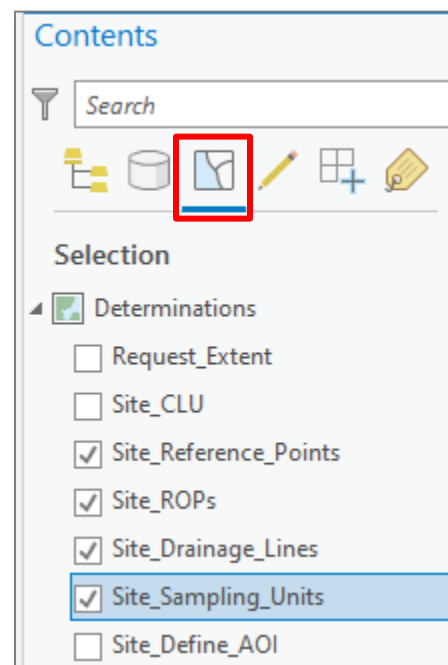 Contents
Search
Selection
Determinations
Request_Extent
Site_CLU
Site_Reference_Points
Site_ROPs
Site_Drainage_Lines
Site_Sampling_Units
Site_Define_AOI